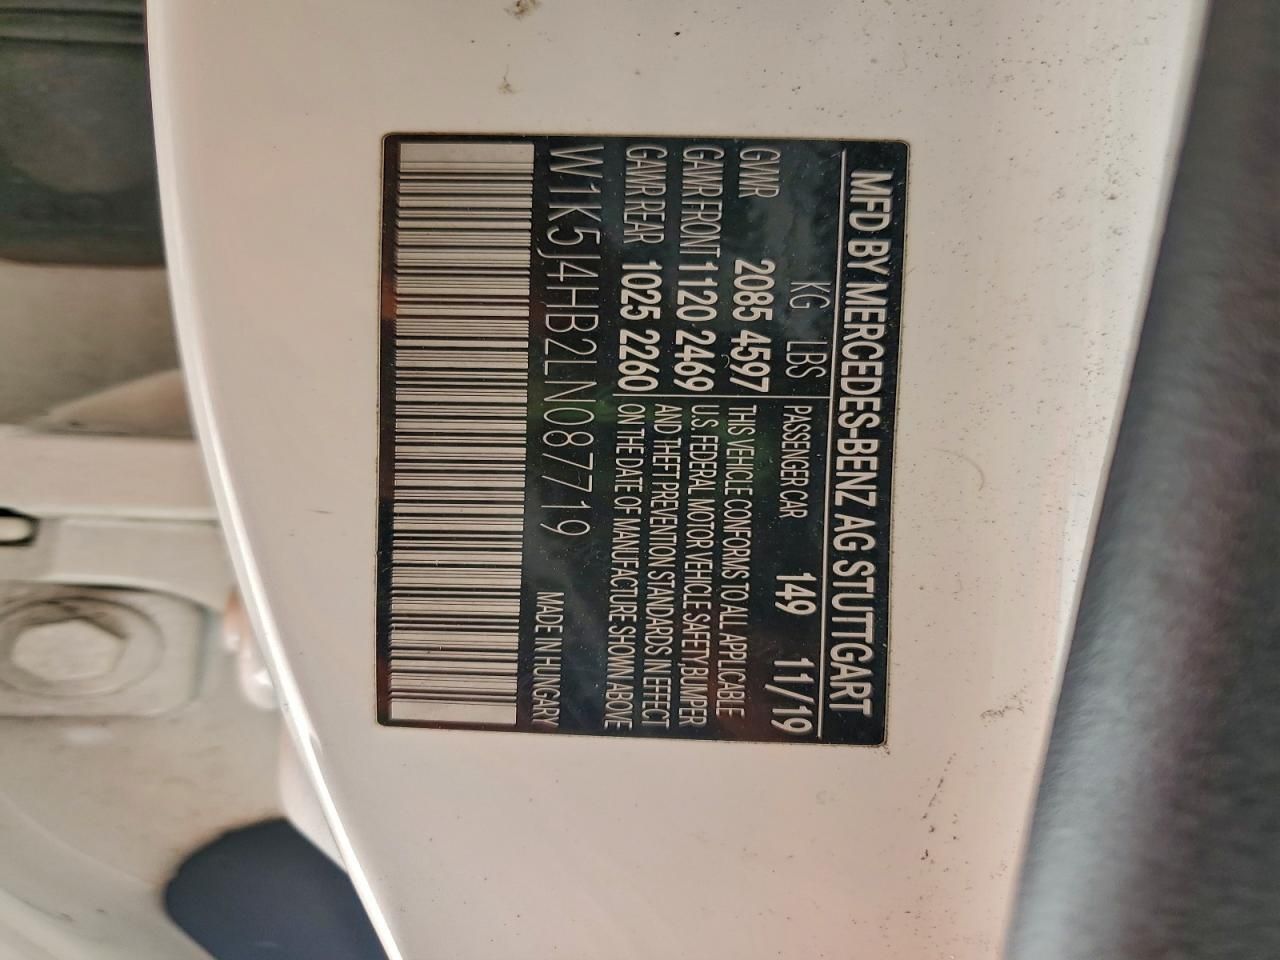 MFD BY MERCEDES-BENZ AG STUTTGART
KG LBS PASSENGER CAR 149 11/19
GVWR 2085 4597 THIS VEHICLE CONFORMS TO ALL APPLICABLE
GAWR FRONT 1120 2469 U.S. FEDERAL MOTOR VEHICLE SAFETY,BUMPER
GAWR REAR 1025 2260 AND THEFT PREVENTION STANDARDS IN EFFECT
ON THE DATE OF MANUFACTURE SHOWN ABOVE
W1K5J4HB2LN087719 MADE IN HUNGARY